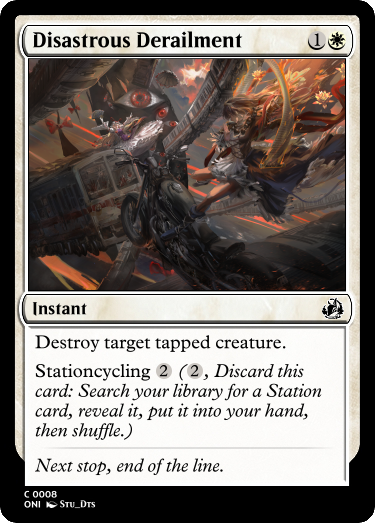 Disastrous Derailment 1
Instant
Destroy target tapped creature.
Stationcycling 2 (2, Discard this
card: Search your library for a Station
card, reveal it, put it into your hand,
then shuffle.)
Next stop, end of the line.
C 0008
ONI Stu_Dts